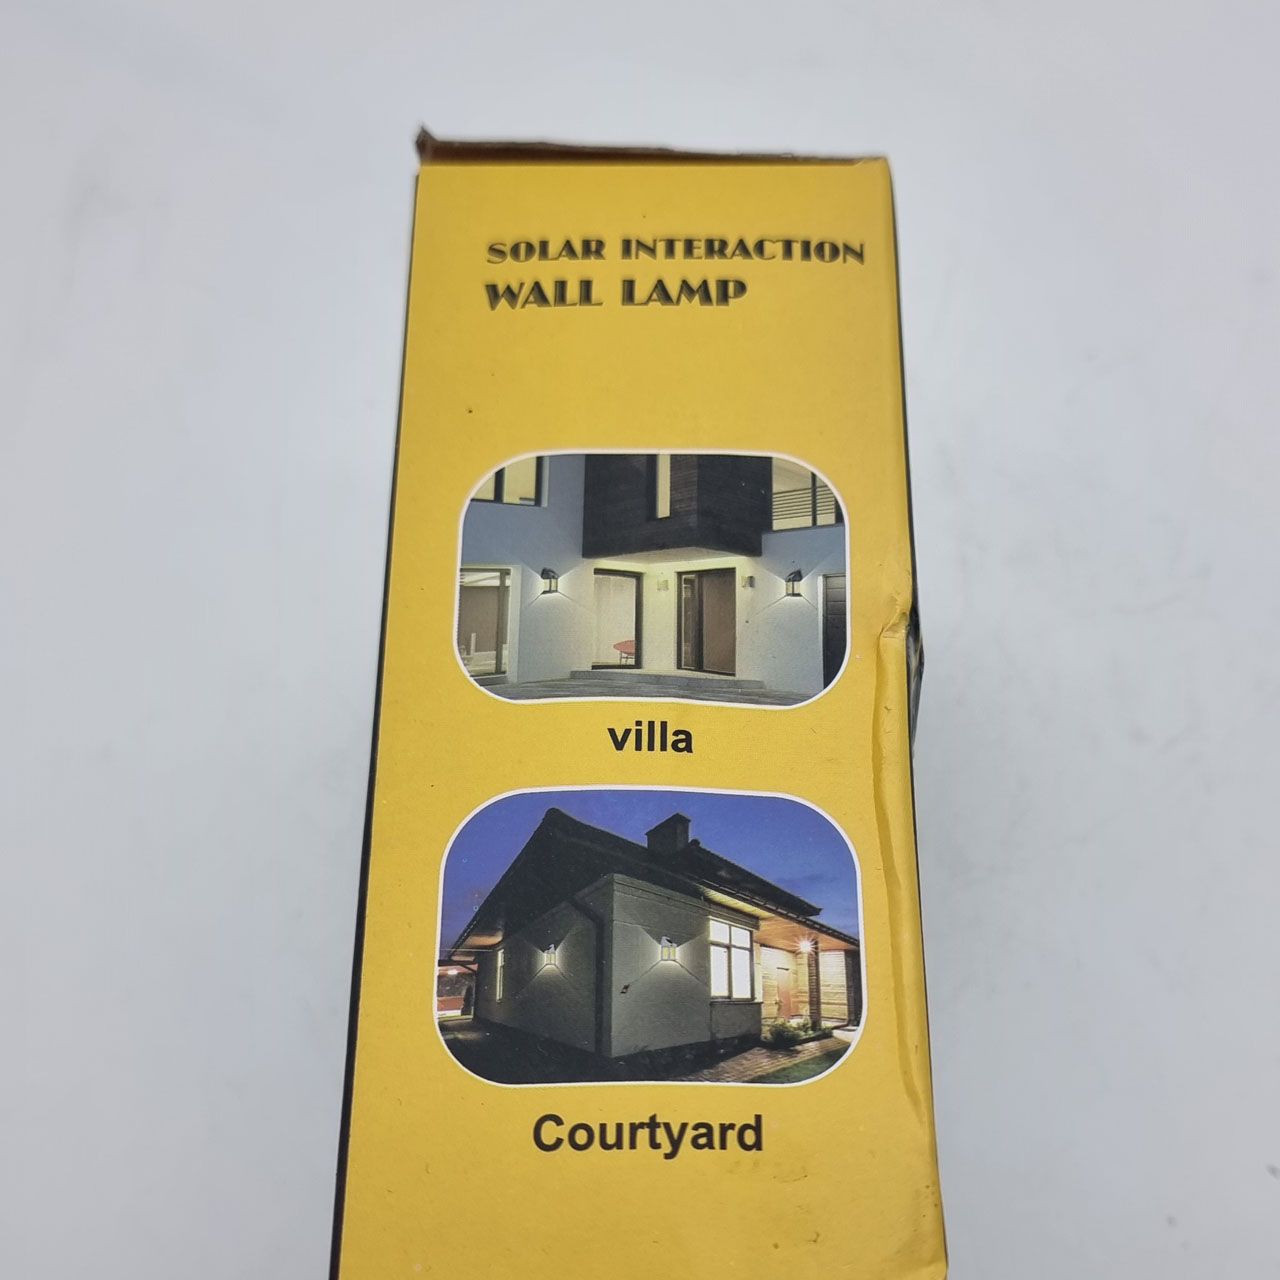 SOLAR INTERACTION
WALL LAMP
villa
Courtyard